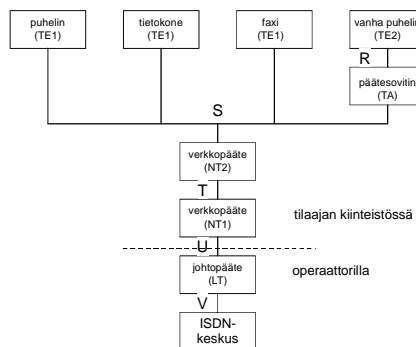 puhelin
(TE1)
tietokone
(TE1)
faxi
(TE1)
vanha puhelin
(TE2)
R
päätesovitin
(TA)
S
verkkopääte
(NT2)
T
verkkopääte
(NT1)
tilaajan kiinteistössä
U
johtopääte
(LT)
operaattorilla
V
ISDN-
keskus